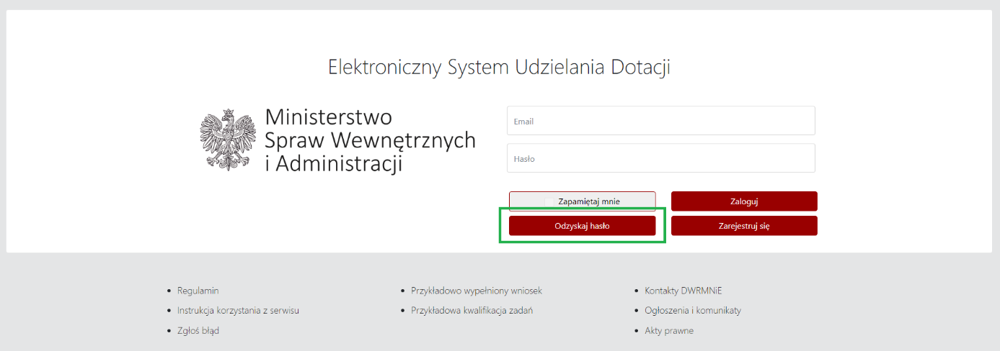 Elektroniczny System Udzielania Dotacji
Ministerstwo
Spraw Wewnętrznych
i Administracji
Email
Hasło
Zapamiętaj mnie
Zaloguj
Odzyskaj hasło
Zarejestruj się
Regulamin
Instrukcja korzystania z serwisu
Zgłoś błąd
Przykładowo wypełniony wniosek
Przykładowa kwalifikacja zadań
Kontakty DWRMNiE
Ogłoszenia i komunikaty
Akty prawne